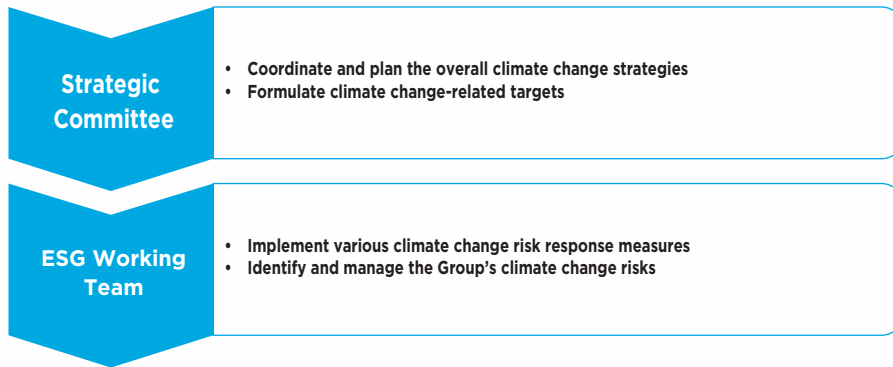 Strategic
Committee
• Coordinate and plan the overall climate change strategies
• Formulate climate change-related targets
ESG Working
Team
• Implement various climate change risk response measures
• Identify and manage the Group's climate change risks